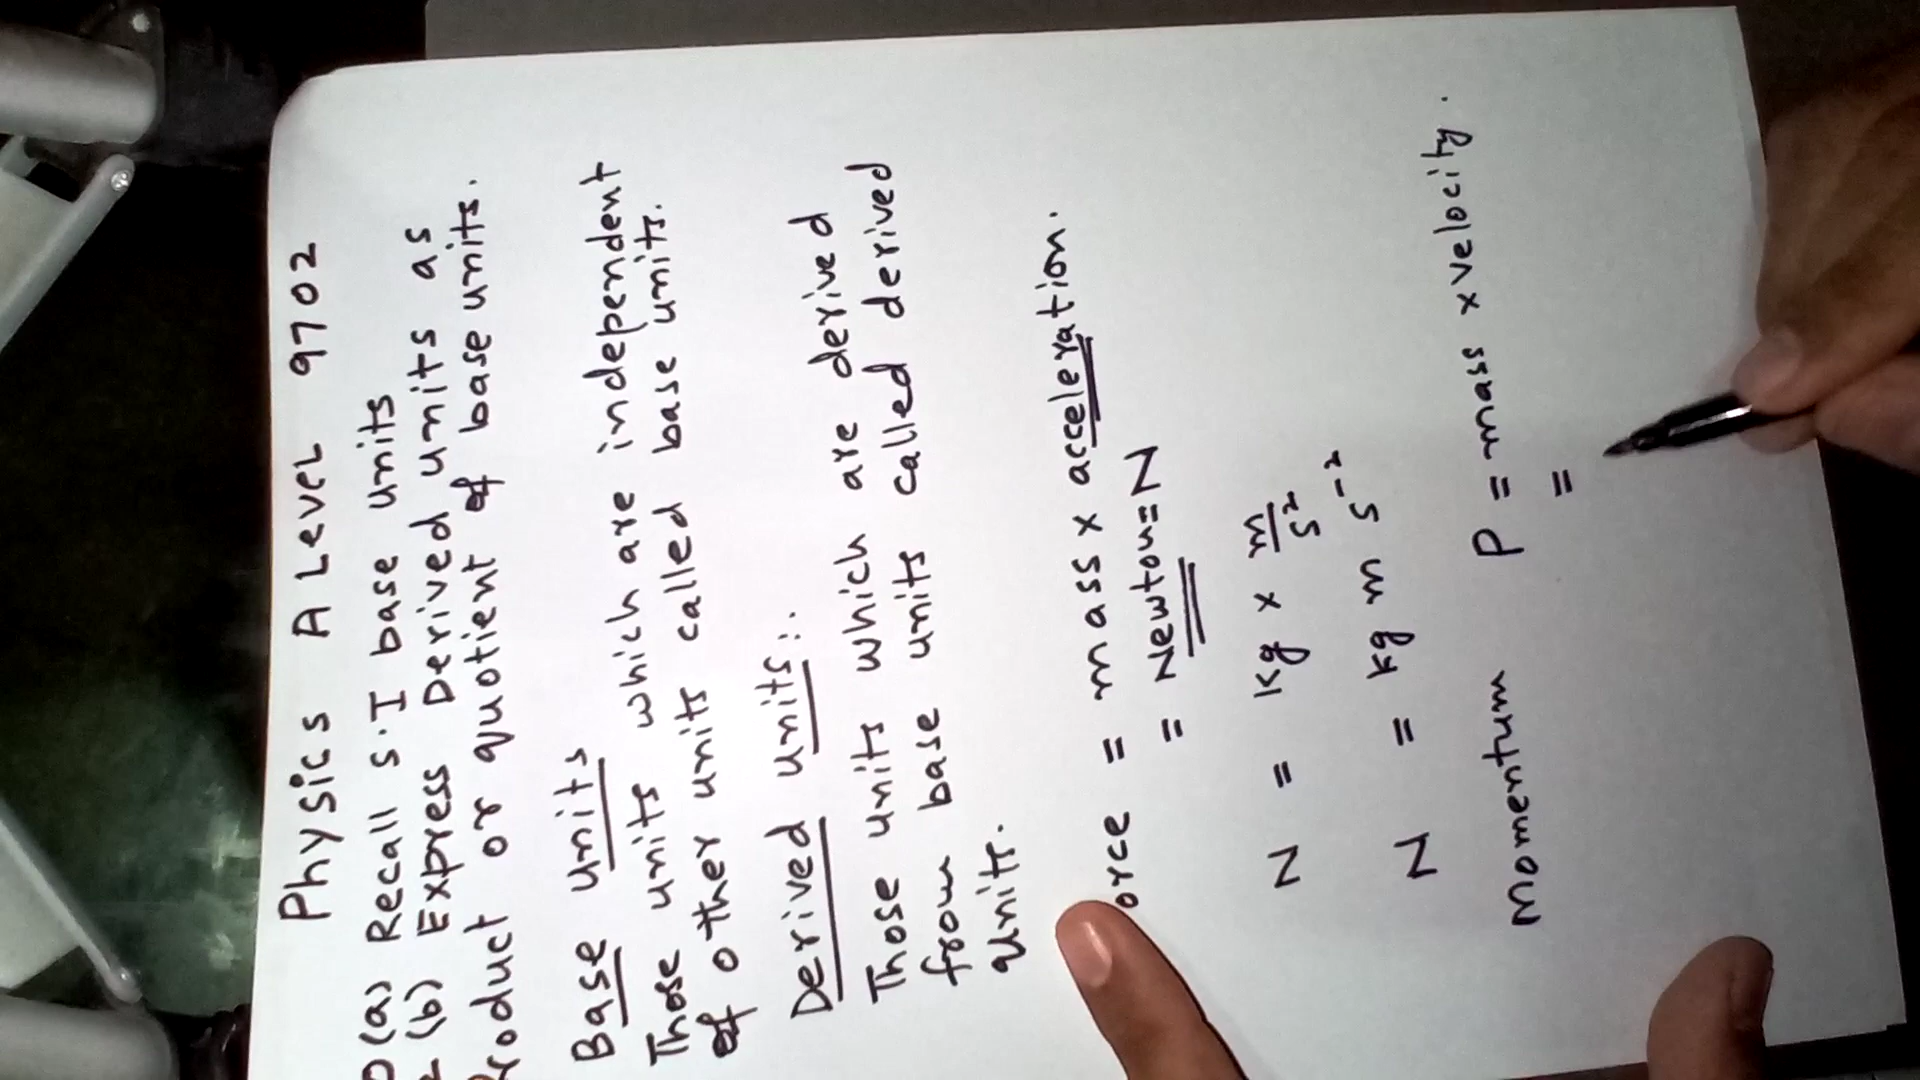 Physics A Level 9702
(a) Recall S.I base units
(b) Express Derived units as
Product or quotient of base units.
Base units
Those units which are independent
of other units called base units.
Derived units:.
Those units which are derived
from base units called derived
units.
orce = mass x acceleration.
= Newton = N
N = kg x m/s²
N = kg m s⁻²
Momentum P = mass x velocity.
=